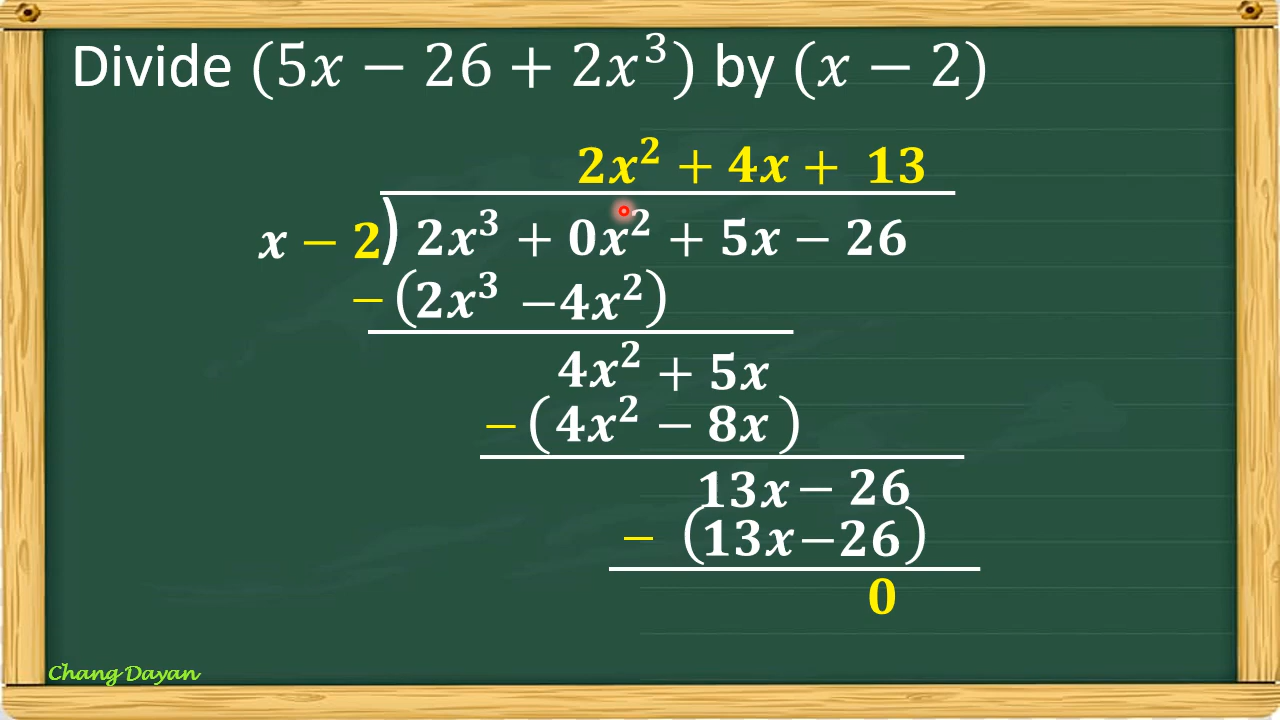 Divide (5x − 26 + 2x³) by (x − 2)
2x² + 4x + 13
x − 2) 2x³ + 0x² + 5x − 26
−(2x³ −4x²)
4x² + 5x
−(4x² − 8x)
13x − 26
− (13x−26)
0
Chang Dayan